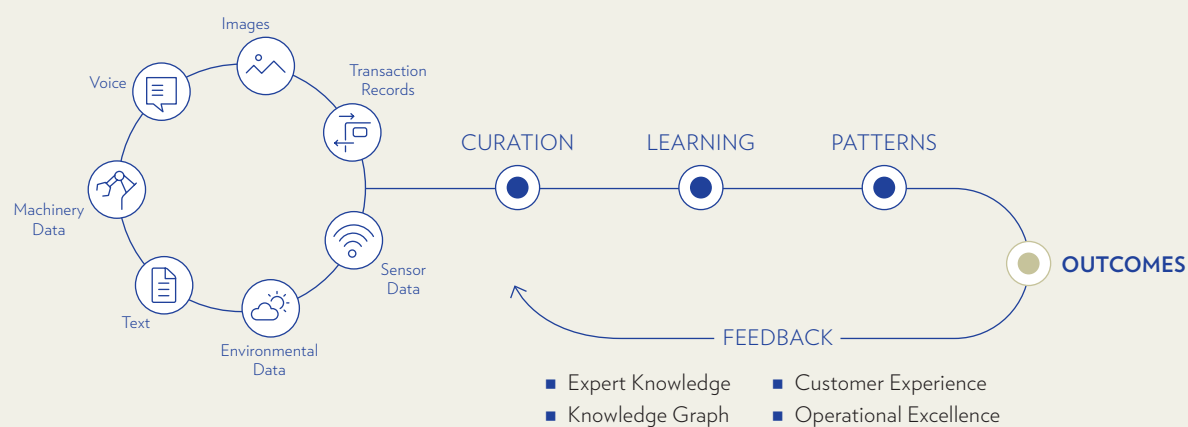 Images
Voice
Transaction
Records
Machinery
Data
Sensor
Data
Text
Environmental
Data
CURATION
LEARNING
PATTERNS
OUTCOMES
FEEDBACK
Expert Knowledge
Customer Experience
Knowledge Graph
Operational Excellence